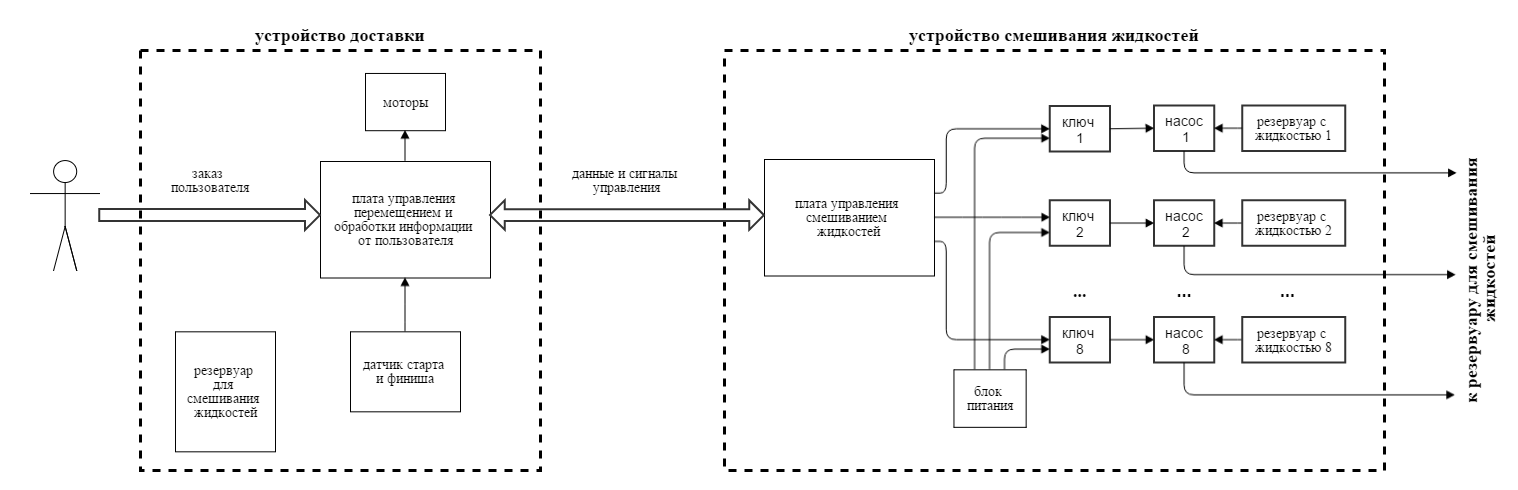 устройство доставки
моторы
заказ
пользователя
плата управления
перемещением и
обработки информации
от пользователя
датчик старта
и финиша
резервуар
для
смешивания
жидкостей
данные и сигналы
управления
устройство смешивания жидкостей
плата управления
смешиванием
жидкостей
ключ
1
насос
1
резервуар с
жидкостью 1
ключ
2
насос
2
резервуар с
жидкостью 2
...
...
...
ключ
8
насос
8
резервуар с
жидкостью 8
блок
питания
к резервуару для смешивания
жидкостей